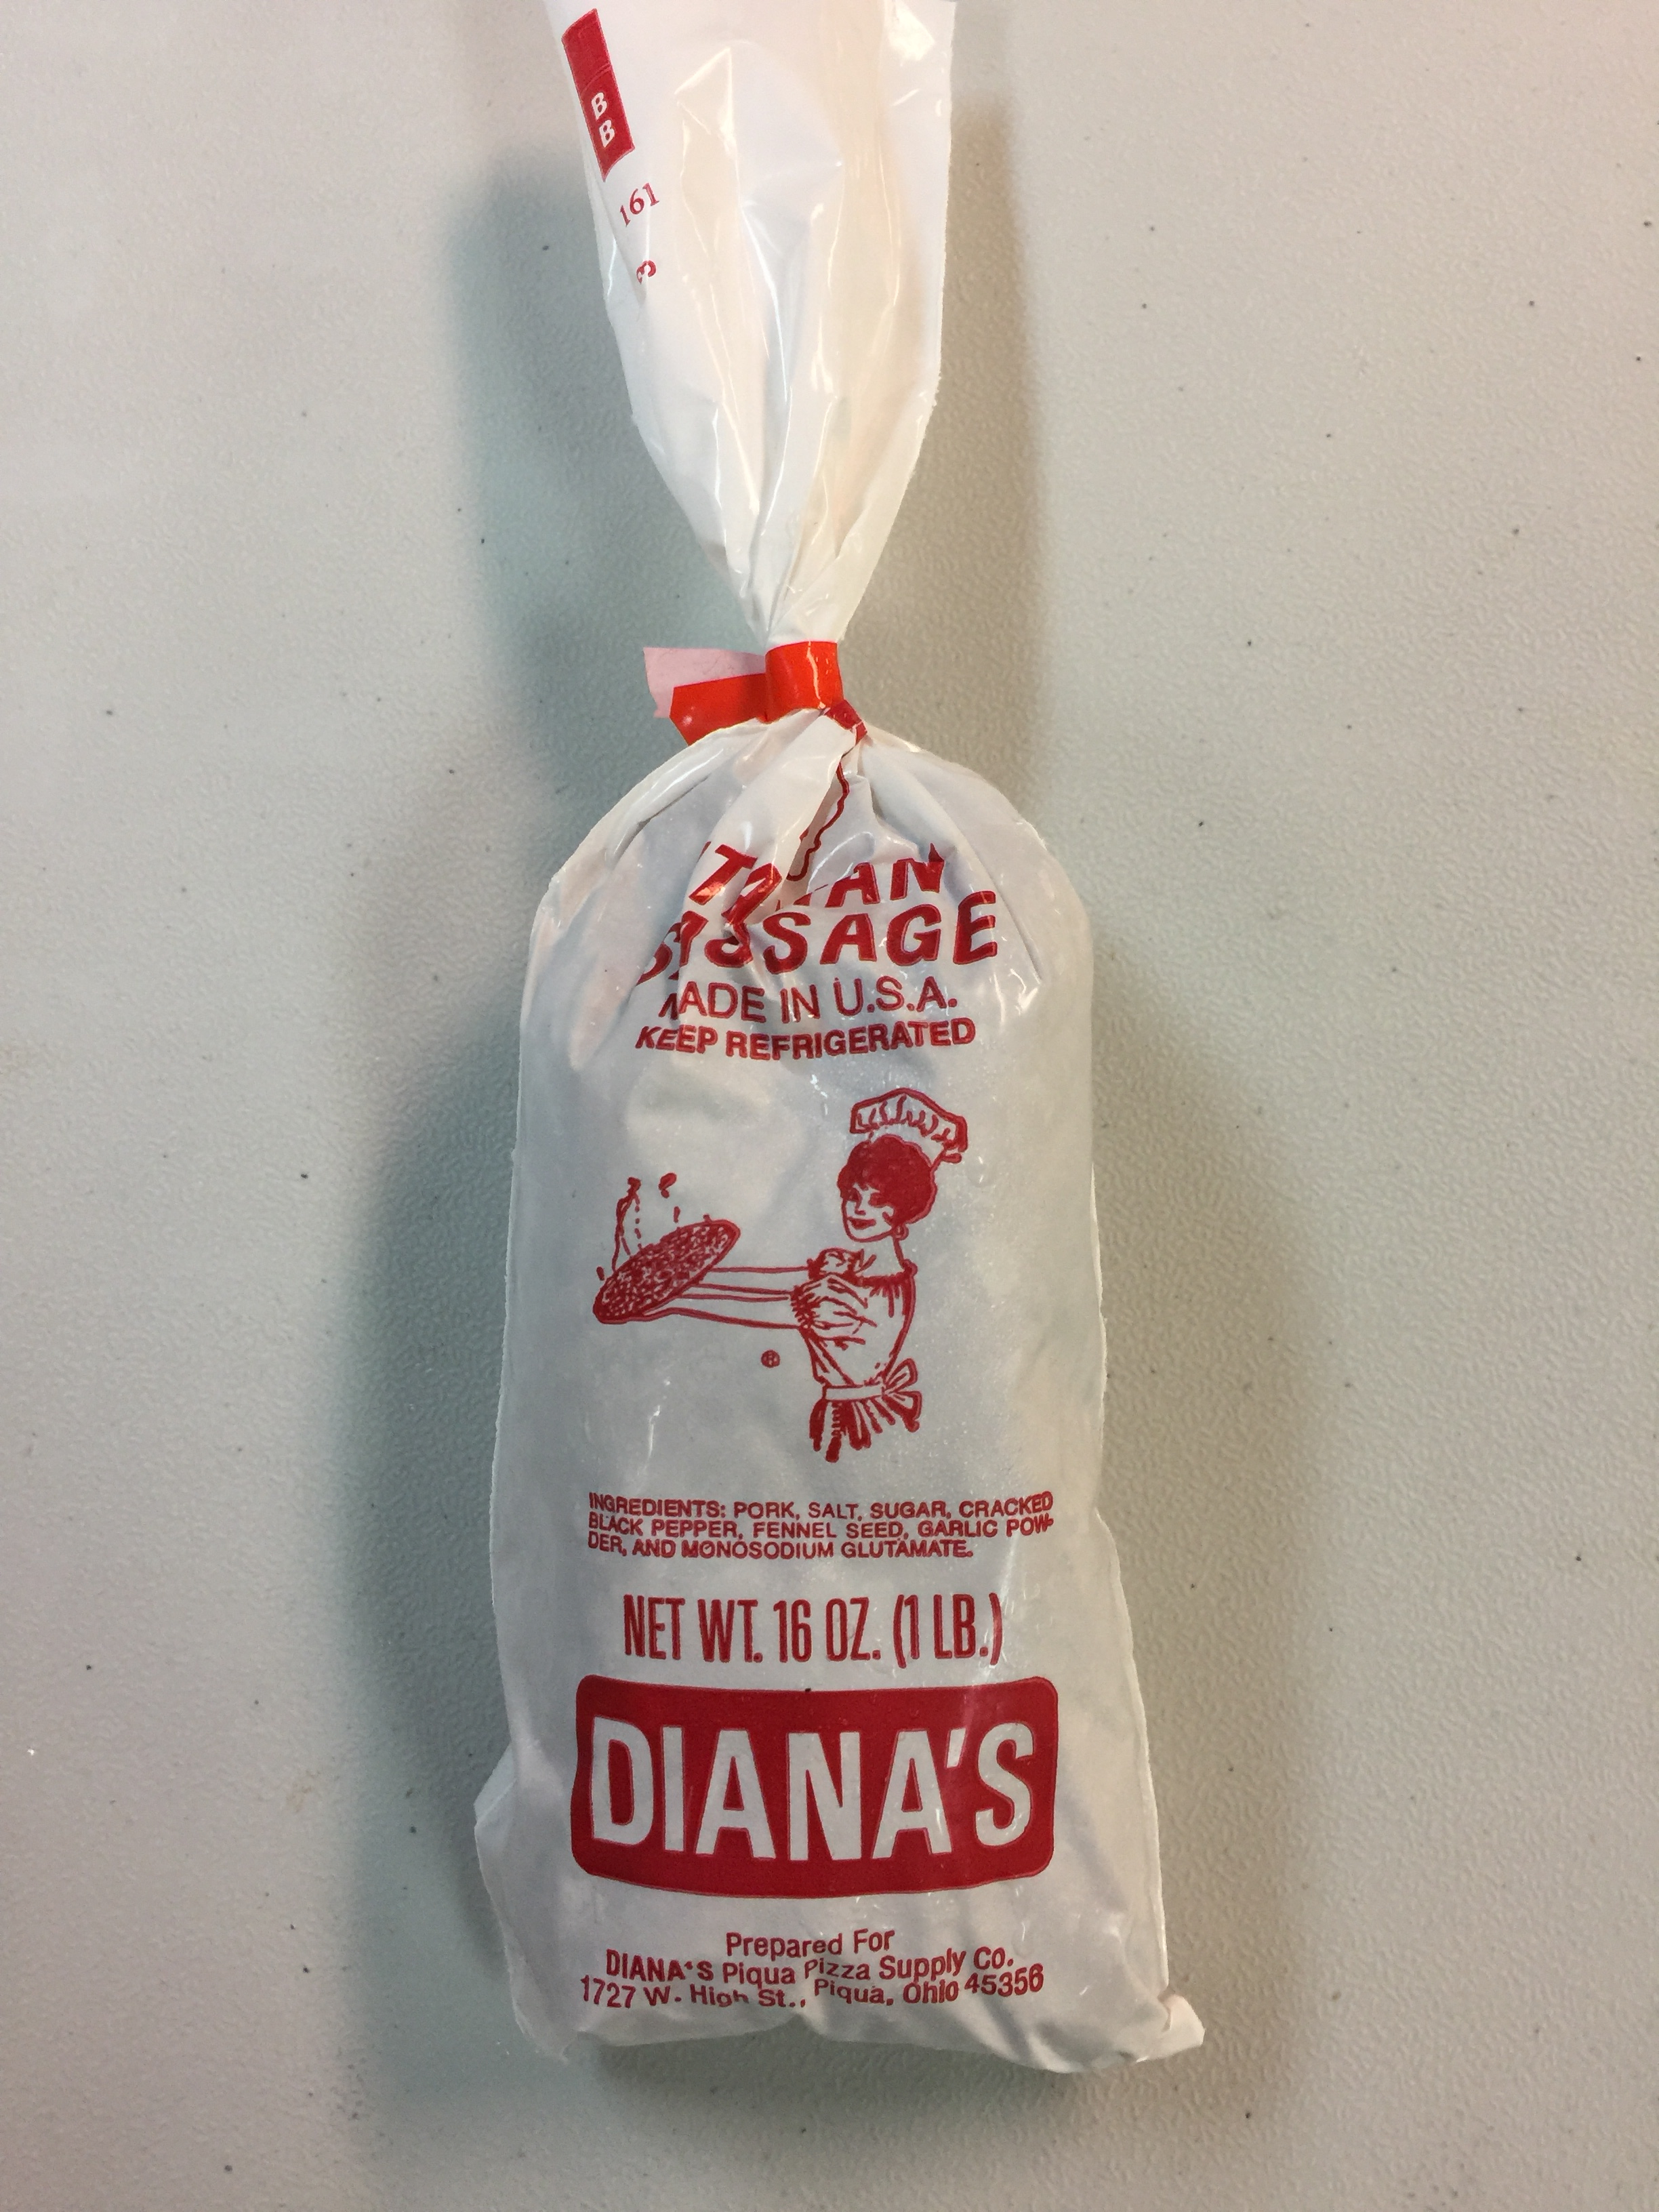 B
B
161
3
SAGE
MADE IN U.S.A.
KEEP REFRIGERATED
®
INGREDIENTS: PORK, SALT, SUGAR, CRACKED
BLACK PEPPER, FENNEL SEED, GARLIC POW-
DER, AND MONOSODIUM GLUTAMATE.
NET WT. 16 OZ. (1 LB.)
DIANA'S
Prepared For
DIANA'S Piqua Pizza Supply Co.
1727 W. High St., Piqua, Ohio 45356